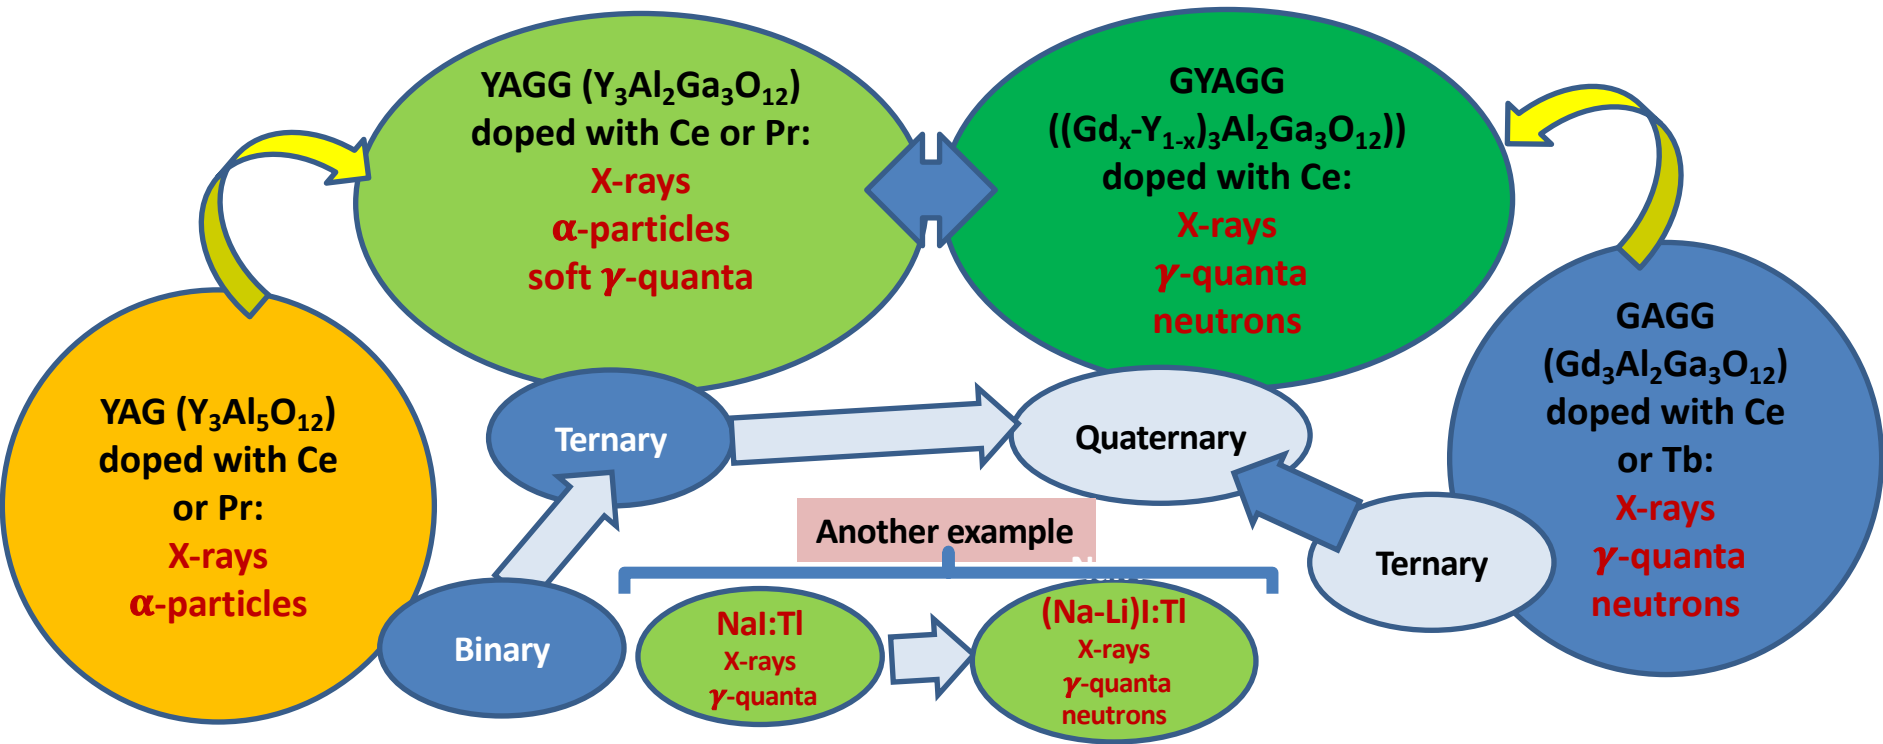 YAGG (Y₃Al₂Ga₃O₁₂)
doped with Ce or Pr:
X-rays
α-particles
soft γ-quanta
GYAGG
((Gdₓ-Y₁₋ₓ)₃Al₂Ga₃O₁₂))
doped with Ce:
X-rays
γ-quanta
neutrons
YAG (Y₃Al₅O₁₂)
doped with Ce
or Pr:
X-rays
α-particles
GAGG
(Gd₃Al₂Ga₃O₁₂)
doped with Ce
or Tb:
X-rays
γ-quanta
neutrons
Ternary
Quaternary
Another example
Ternary
Binary
NaI:Tl
X-rays
γ-quanta
(Na-Li)I:Tl
X-rays
γ-quanta
neutrons